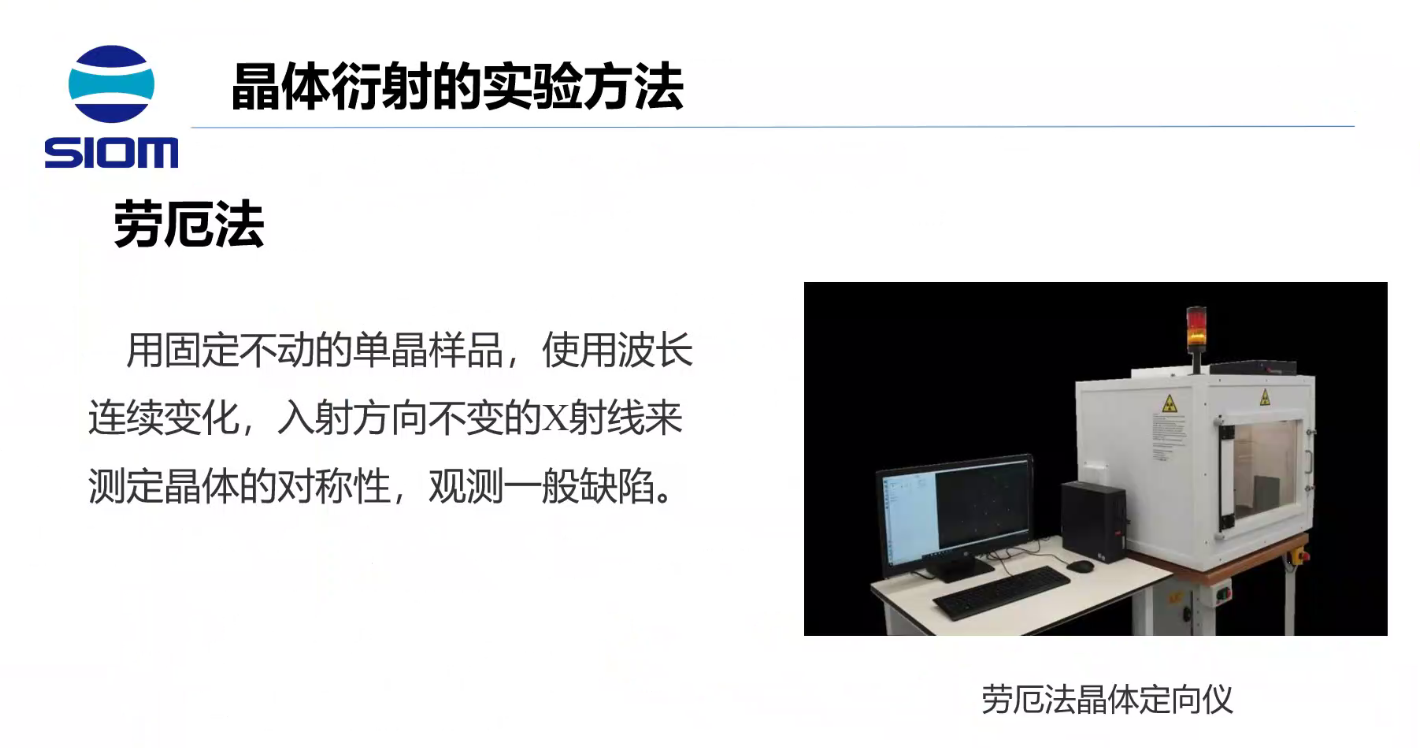 晶体衍射的实验方法
SIOM
劳厄法
用固定不动的单晶样品，使用波长
连续变化，入射方向不变的X射线来
测定晶体的对称性，观测一般缺陷。
劳厄法晶体定向仪